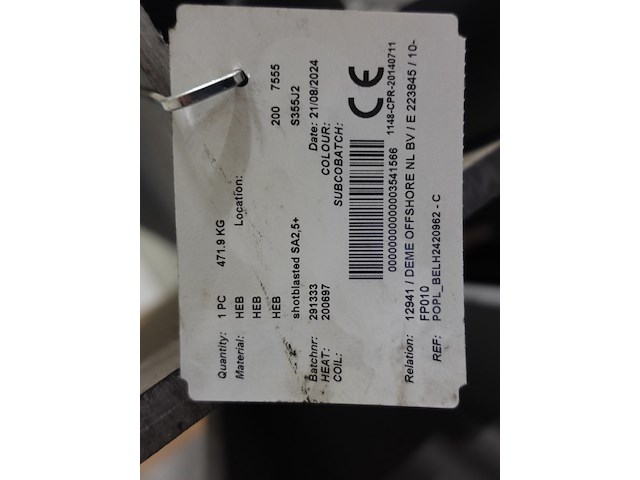 Quantity: 1 PC 471.9 KG
Material: HEB Location:
HEB
HEB 200 7555
shotblasted SA2,5+ S355J2
Batchnr: 291333 Date: 21/08/2024
HEAT: 200697 COLOUR:
COIL: SUBCOBATCH:
CE
0000000000000003541566 1148-CPR-20140711
Relation: 12941 / DEME OFFSHORE NL BV / E 223845 / 10-
FP010
REF: POPL_BELH2420962 - C